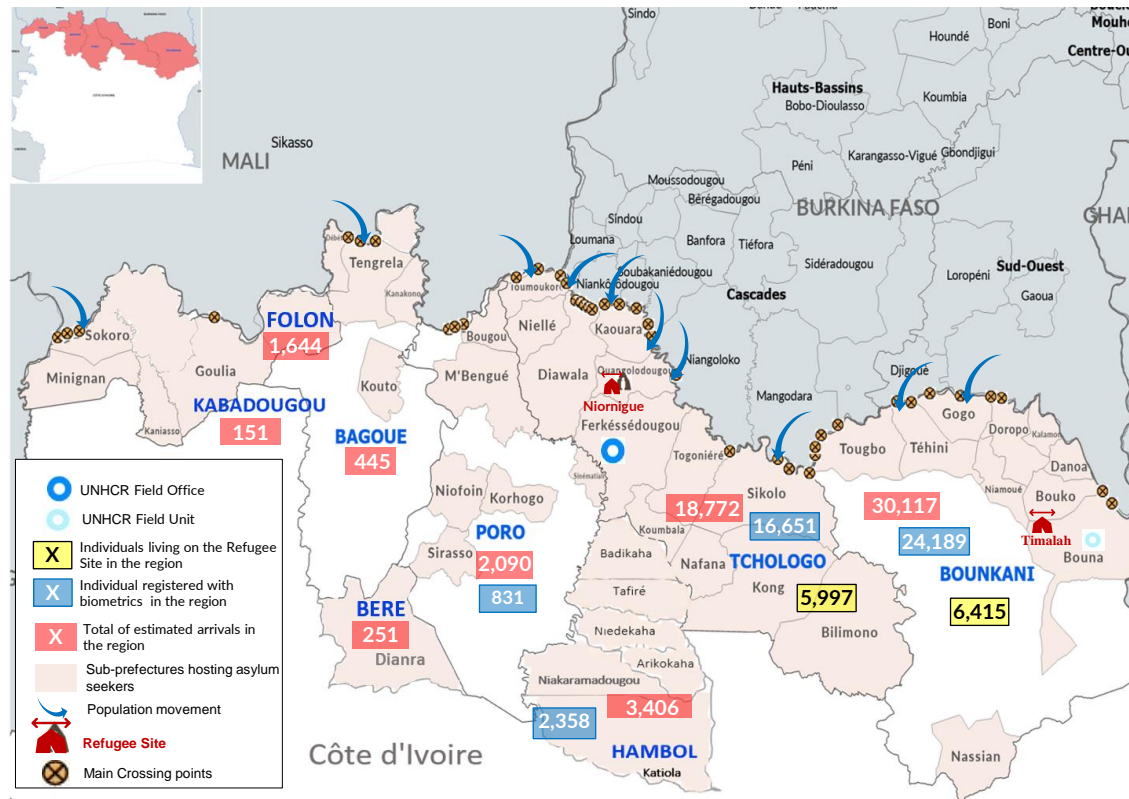 Sindo
Houndé
Boni
Mouh
Centre-Ou
Hauts-Bassins
Bobo-Dioulasso
Koumbia
CÔTE D'IVOIRE
Sikasso
MALI
Péni
Karangasso-Vigué
Gbondjigui
Moussodougou
Bérégadougou
BURKINA FASO
GHA
Sindou
Loumana
Banfora
Tiéfora
Sidéradougou
Soubakaniédougou
Niankorodougou
Loropéni
Sud-Ouest
Gaoua
Cascades
Tengrela
Kanakono
Toumoukoro
Sokoro
FOLON
1,644
Minignan
Goulia
Kaniasso
Bougou
Niellé
Kaouara
Niangoloko
M'Bengué
Diawala
Ouangolodougou
Niornigue
Ferkéssédougou
Djigoué
Mangodara
Kouto
KABADOUGOU
151
BAGOUE
445
Gogo
Tougbo
Téhini
Doropo
Kalamon
Danoa
Niamoué
Bouko
Togoniéré
Sikolo
Niofoin
Korhogo
18,772
16,651
30,117
24,189
Timalah
Bouna
PORO
2,090
831
Sirasso
Koumbala
Badikaha
Nafana
TCHOLOGO
Kong
5,997
BOUNKANI
6,415
Tafiré
Bilimono
BERE
251
Dianra
Niedekaha
Arikokaha
Niakaramadougou
2,358
3,406
HAMBOL
Katiola
Nassian
Côte d'Ivoire
UNHCR Field Office
UNHCR Field Unit
X
Individuals living on the Refugee
Site in the region
X
Individual registered with
biometrics in the region
X
Total of estimated arrivals in
the region
Sub-prefectures hosting asylum
seekers
Population movement
Refugee Site
Main Crossing points